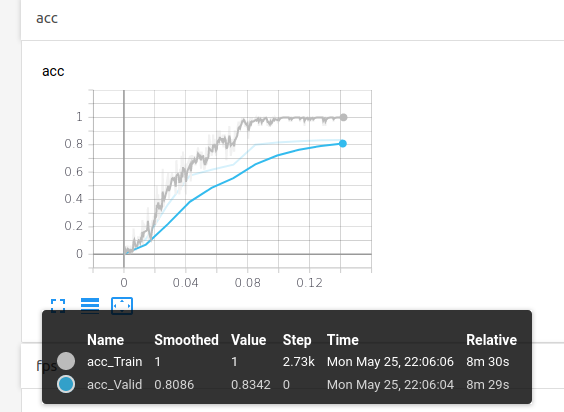 acc
acc
1
0.8
0.6
0.4
0.2
0
0 0.04 0.08 0.12
fps
Name Smoothed Value Step Time Relative
acc_Train 1 1 2.73k Mon May 25, 22:06:06 8m 30s
acc_Valid 0.8086 0.8342 0 Mon May 25, 22:06:04 8m 29s